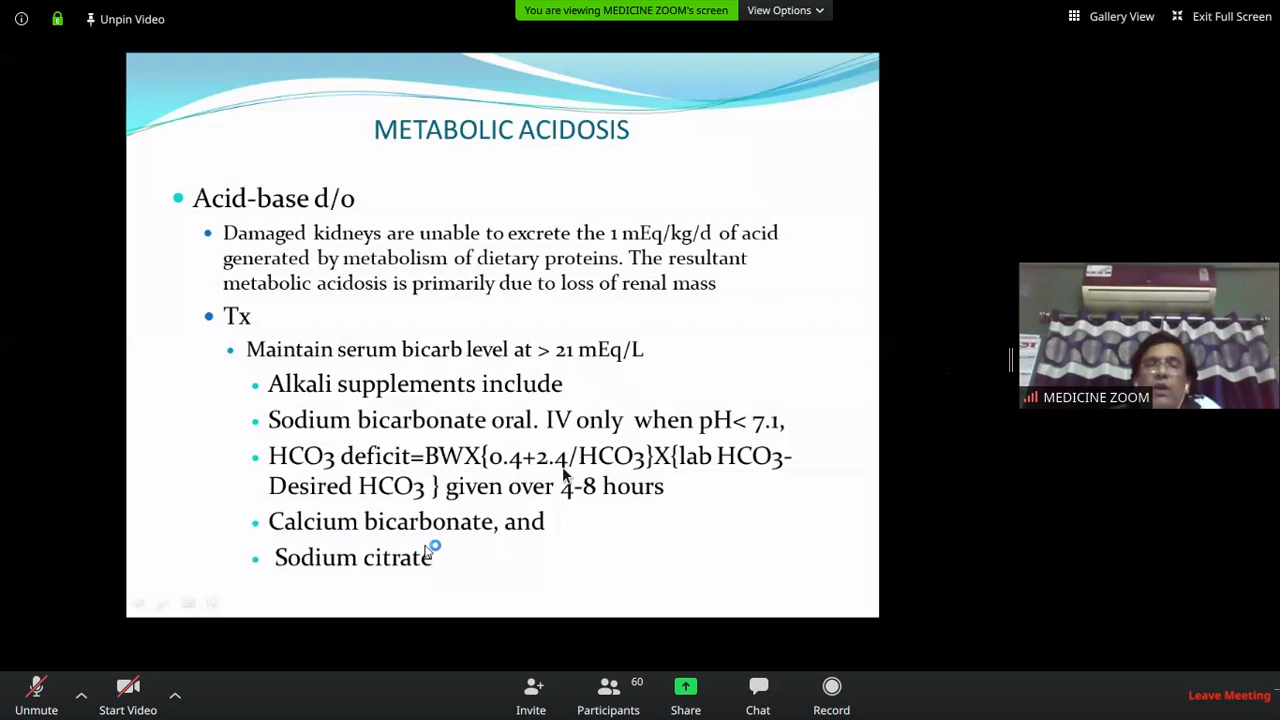 Unpin Video
You are viewing MEDICINE ZOOM's screen
View Options
Gallery View
Exit Full Screen
METABOLIC ACIDOSIS
Acid-base d/o
Damaged kidneys are unable to excrete the 1 mEq/kg/d of acid
generated by metabolism of dietary proteins. The resultant
metabolic acidosis is primarily due to loss of renal mass
Tx
Maintain serum bicarb level at > 21 mEq/L
Alkali supplements include
Sodium bicarbonate oral. IV only when pH< 7.1,
HCO3 deficit=BWX{0.4+2.4/HCO3}X{lab HCO3-
Desired HCO3 } given over 4-8 hours
Calcium bicarbonate, and
Sodium citrate
MEDICINE ZOOM
Unmute
Start Video
Invite
60
Participants
Share
Chat
Record
Leave Meeting